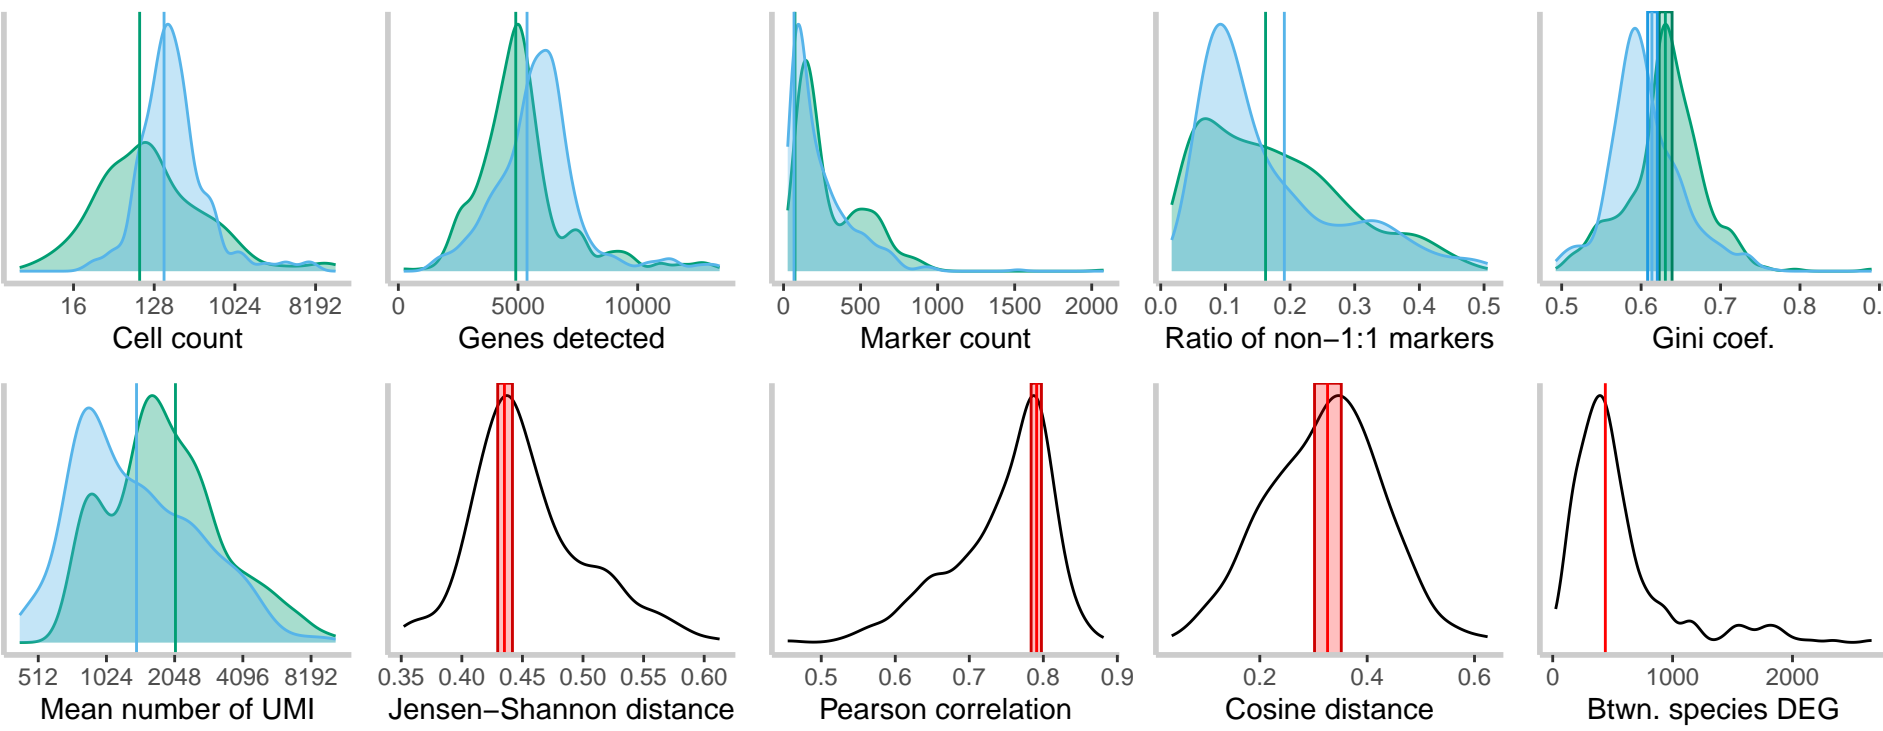 16 128 1024 8192
Cell count
0 5000 10000
Genes detected
0 500 1000 1500 2000
Marker count
0.0 0.1 0.2 0.3 0.4 0.5
Ratio of non−1:1 markers
0.5 0.6 0.7 0.8 0.
Gini coef.
512 1024 2048 4096 8192
Mean number of UMI
0.35 0.40 0.45 0.50 0.55 0.60
Jensen−Shannon distance
0.5 0.6 0.7 0.8 0.9
Pearson correlation
0.2 0.4 0.6
Cosine distance
0 1000 2000
Btwn. species DEG